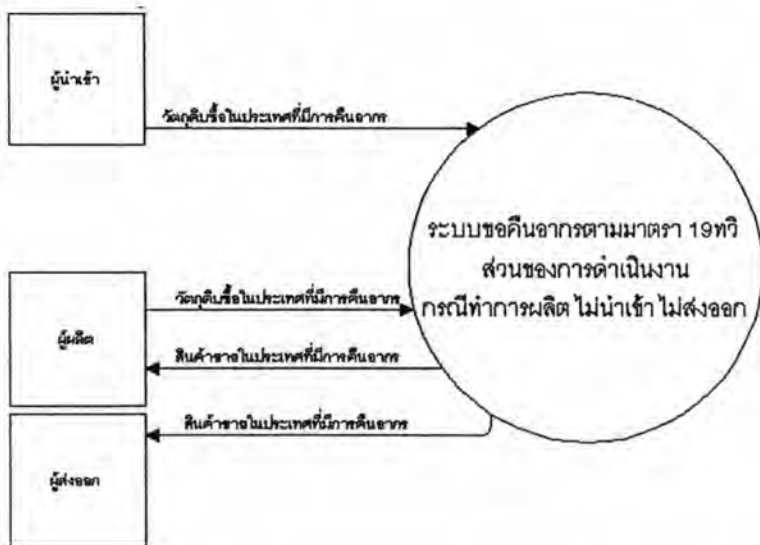 ผู้นำเข้า
วัตถุดิบซื้อในประเทศที่มีการคืนอากร
ระบบขอคืนอากรตามมาตรา 19ทวิ
ส่วนของการดำเนินงาน
กรณีทำการผลิต ไม่นำเข้า ไม่ส่งออก
วัตถุดิบซื้อในประเทศที่มีการคืนอากร
ผู้ผลิต
สินค้าขายในประเทศที่มีการคืนอากร
สินค้าขายในประเทศที่มีการคืนอากร
ผู้ส่งออก